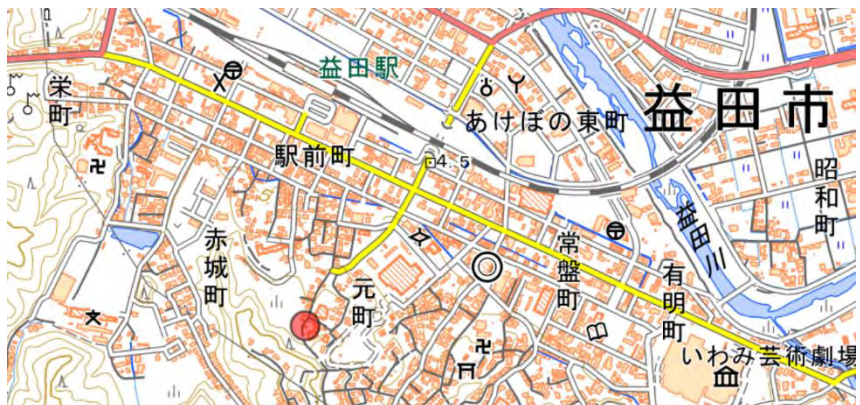 益田駅
栄町
あけぼの東町
益田市
駅前町
4.5
昭和町
益田川
赤城町
元町
常盤町
有明町
いわみ芸術劇場